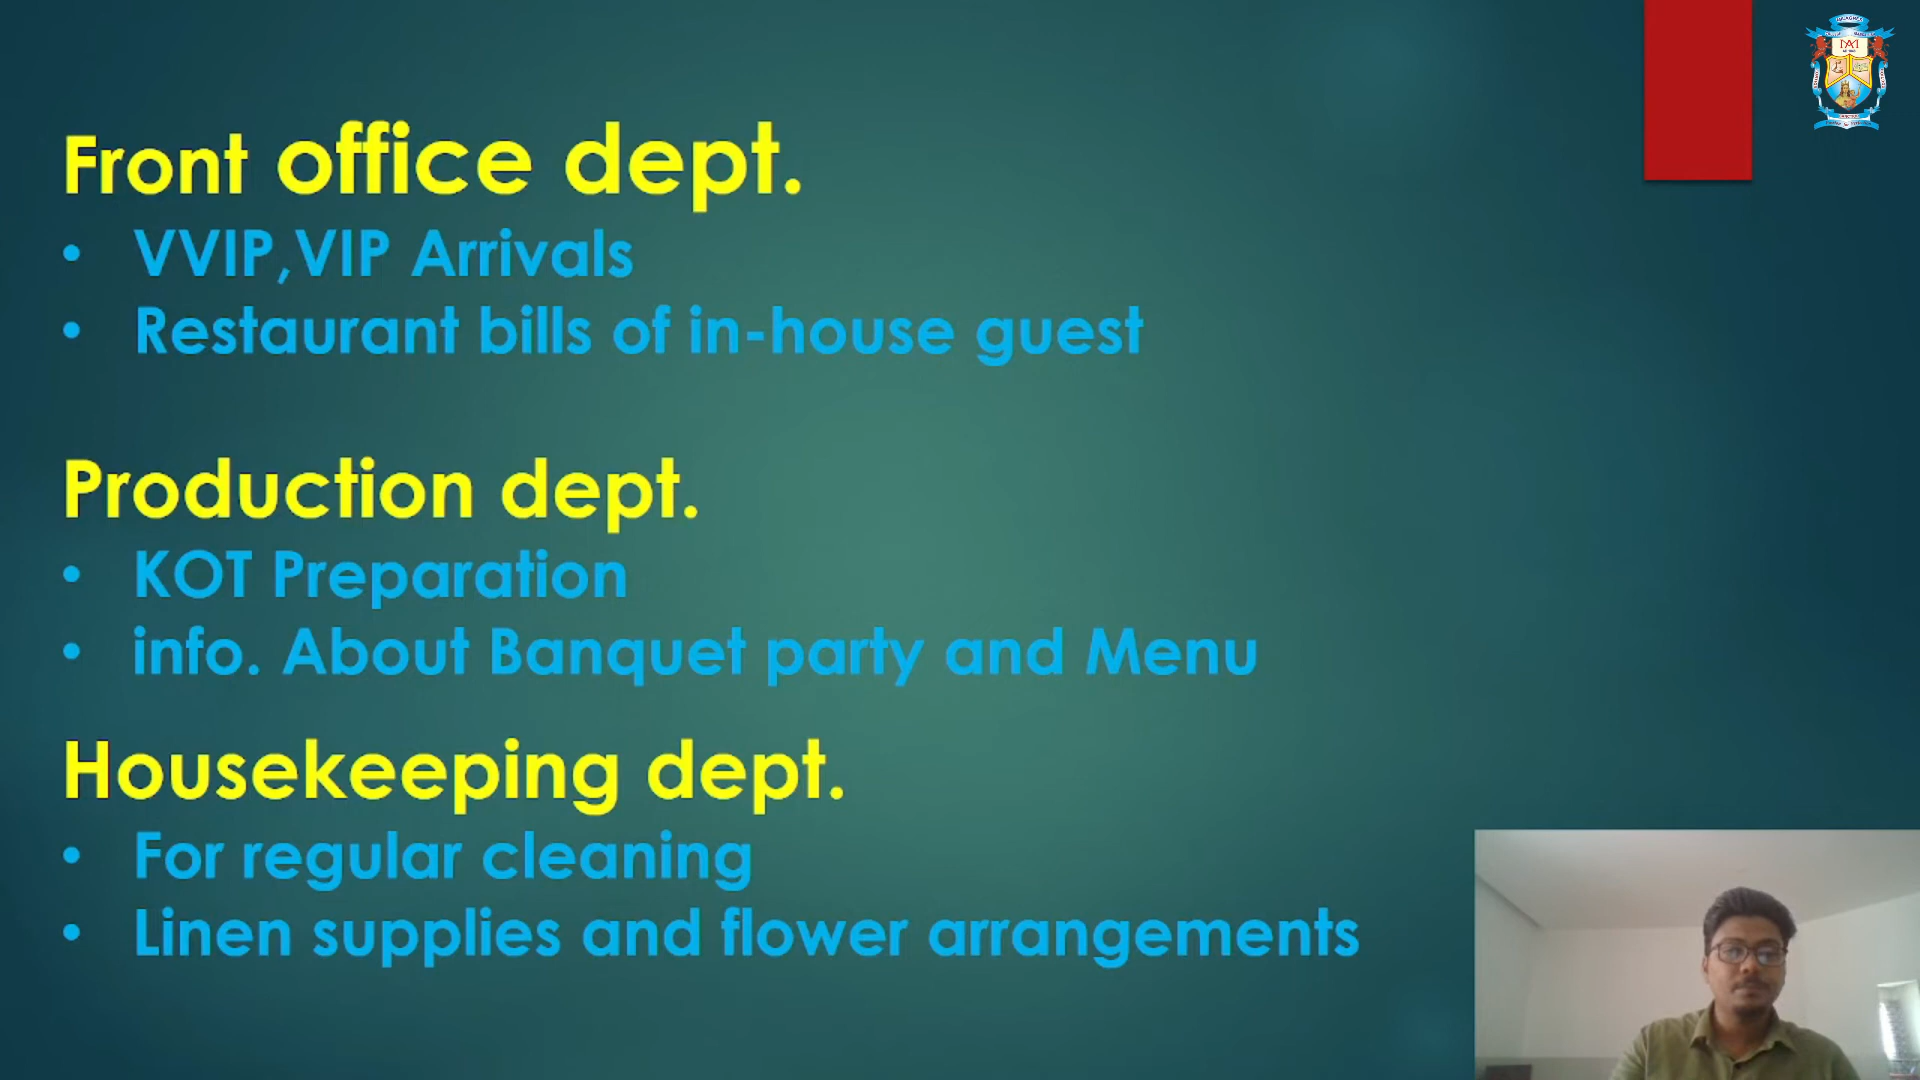 Front office dept.
• VVIP,VIP Arrivals
• Restaurant bills of in-house guest
Production dept.
• KOT Preparation
• info. About Banquet party and Menu
Housekeeping dept.
• For regular cleaning
• Linen supplies and flower arrangements